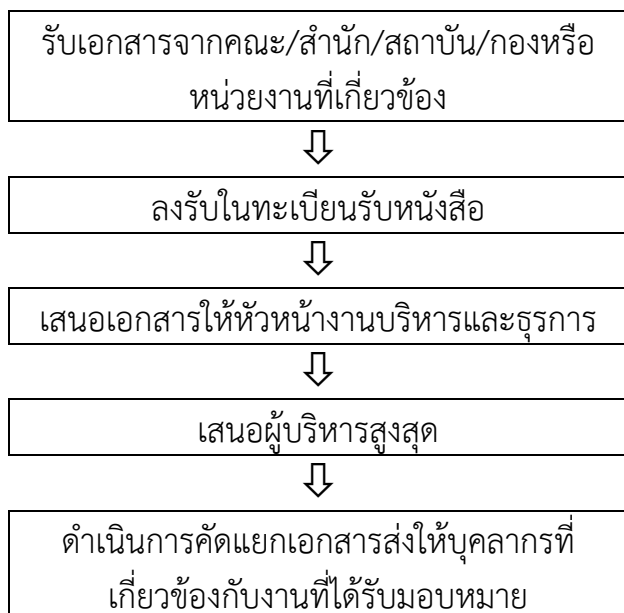 รับเอกสารจากคณะ/สำนัก/สถาบัน/กองหรือ
หน่วยงานที่เกี่ยวข้อง
ลงรับในทะเบียนรับหนังสือ
เสนอเอกสารให้หัวหน้างานบริหารและธุรการ
เสนอผู้บริหารสูงสุด
ดำเนินการคัดแยกเอกสารส่งให้บุคลากรที่
เกี่ยวข้องกับงานที่ได้รับมอบหมาย